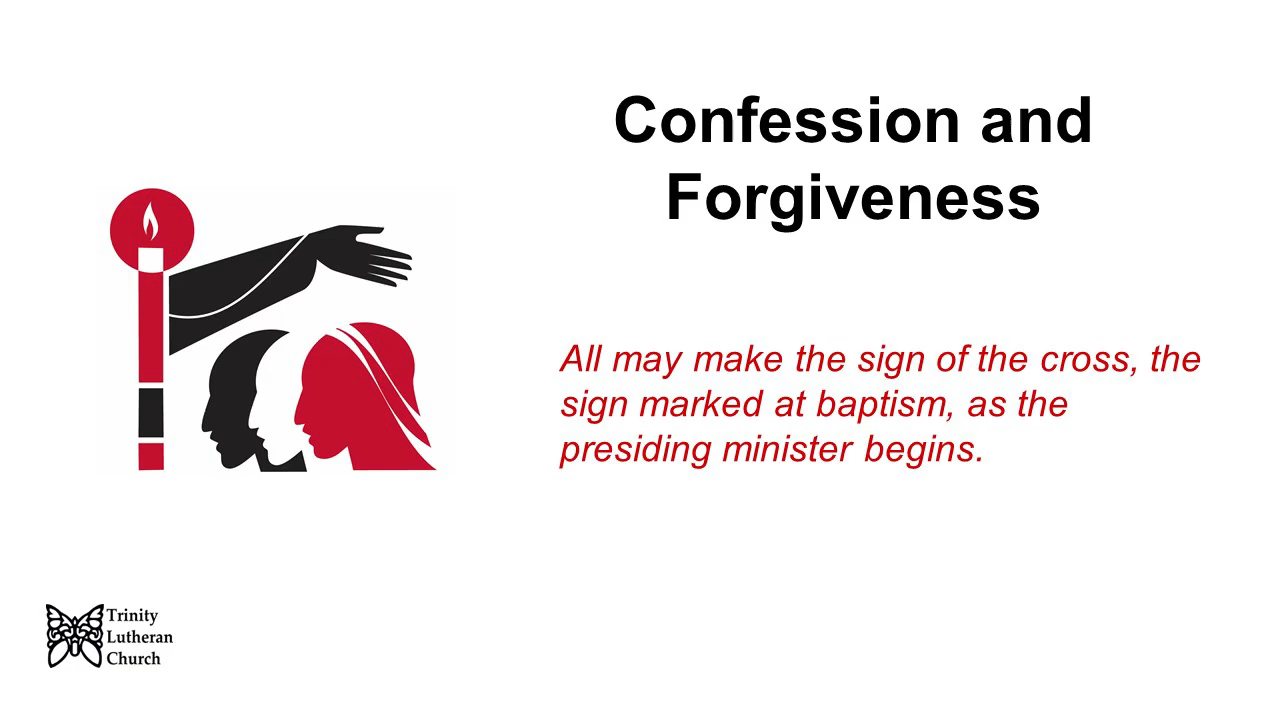 Confession and
Forgiveness
All may make the sign of the cross, the
sign marked at baptism, as the
presiding minister begins.
Trinity
Lutheran
Church